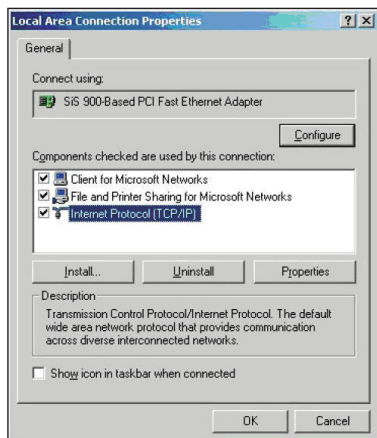 Local Area Connection Properties
General
Connect using:
SiS 900-Based PCI Fast Ethernet Adapter
Configure
Components checked are used by this connection:
Client for Microsoft Networks
File and Printer Sharing for Microsoft Networks
Internet Protocol (TCP/IP)
Install... Uninstall Properties
Description
Transmission Control Protocol/Internet Protocol. The default
wide area network protocol that provides communication
across diverse interconnected networks.
Show icon in taskbar when connected
OK Cancel